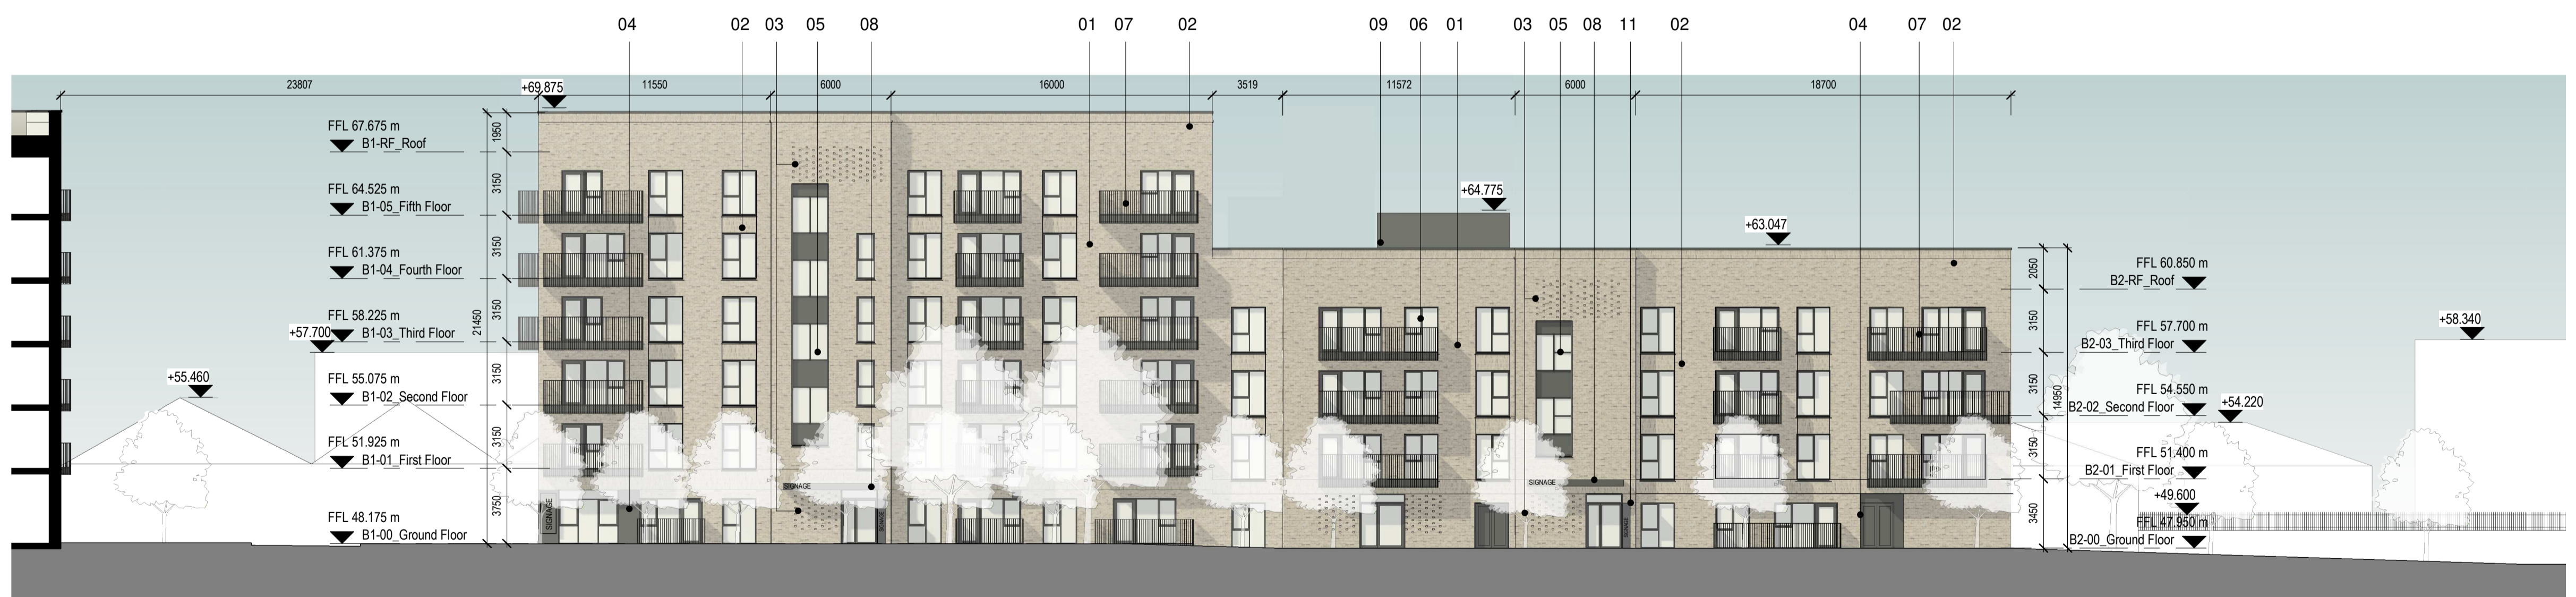 04 02 03 05 08 01 07 02 09 06 01 03 05 08 11 02 04 07 02
23807 11550 6000 16000 3519 11572 6000 18700
+69.875
+64.775
+63.047
FFL 67.675 m
B1-RF_Roof
FFL 64.525 m
B1-05_Fifth Floor
FFL 61.375 m
B1-04_Fourth Floor
FFL 58.225 m
B1-03_Third Floor
+57.700
+55.460
FFL 55.075 m
B1-02_Second Floor
FFL 51.925 m
B1-01_First Floor
FFL 48.175 m
B1-00_Ground Floor
21450
1950
3150
3150
3150
3150
3150
3750
SIGNAGE
SIGNAGE
SIGNAGE
SIGNAGE
SIGNAGE
2050
3150
3150
3150
3450
14950
FFL 60.850 m
B2-RF_Roof
FFL 57.700 m
B2-03_Third Floor
FFL 54.550 m
B2-02_Second Floor
+54.220
FFL 51.400 m
B2-01_First Floor
+49.600
FFL 47.950 m
B2-00_Ground Floor
+58.340